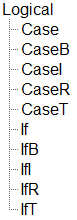 Logical
Case
CaseB
CaseI
CaseR
CaseT
If
IfB
IfI
IfR
IfT